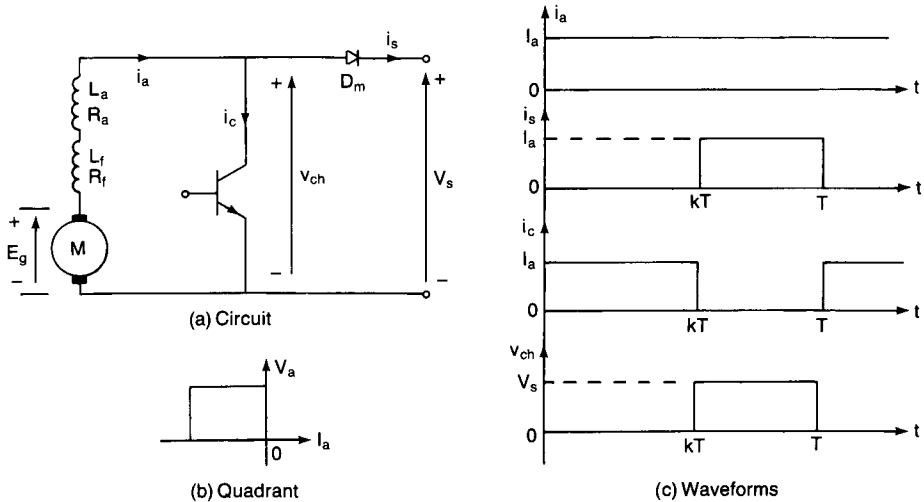 i_a
i_s
D_m
L_a
R_a
L_f
R_f
+
E_g
−
M
i_c
+
v_ch
−
+
V_s
−
(a) Circuit
V_a
0
I_a
(b) Quadrant
i_a
I_a
0
t
i_s
I_a
0
kT
T
t
i_c
I_a
0
kT
T
t
v_ch
V_s
0
kT
T
t
(c) Waveforms